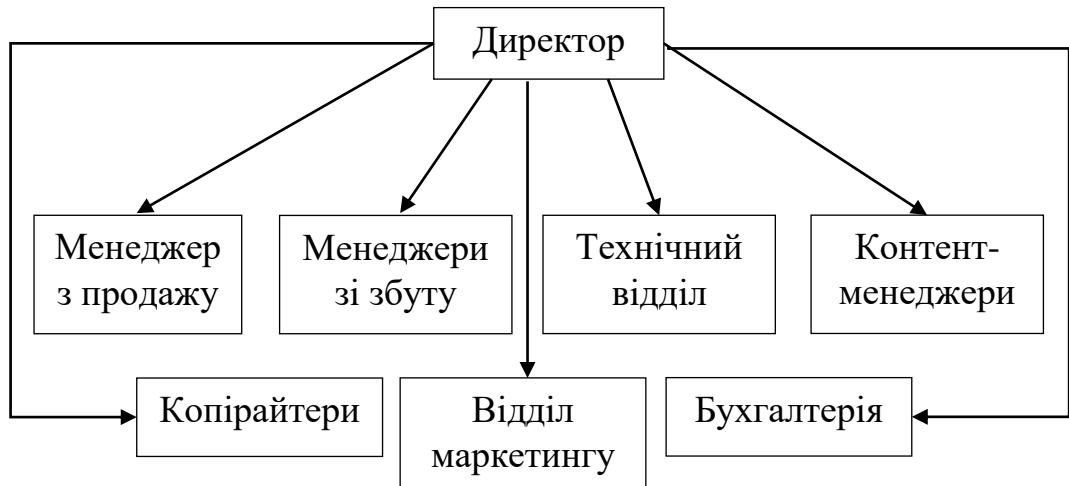 Директор
Менеджер
з продажу
Менеджери
зі збуту
Технічний
відділ
Контент-
менеджери
Копірайтери
Відділ
маркетингу
Бухгалтерія